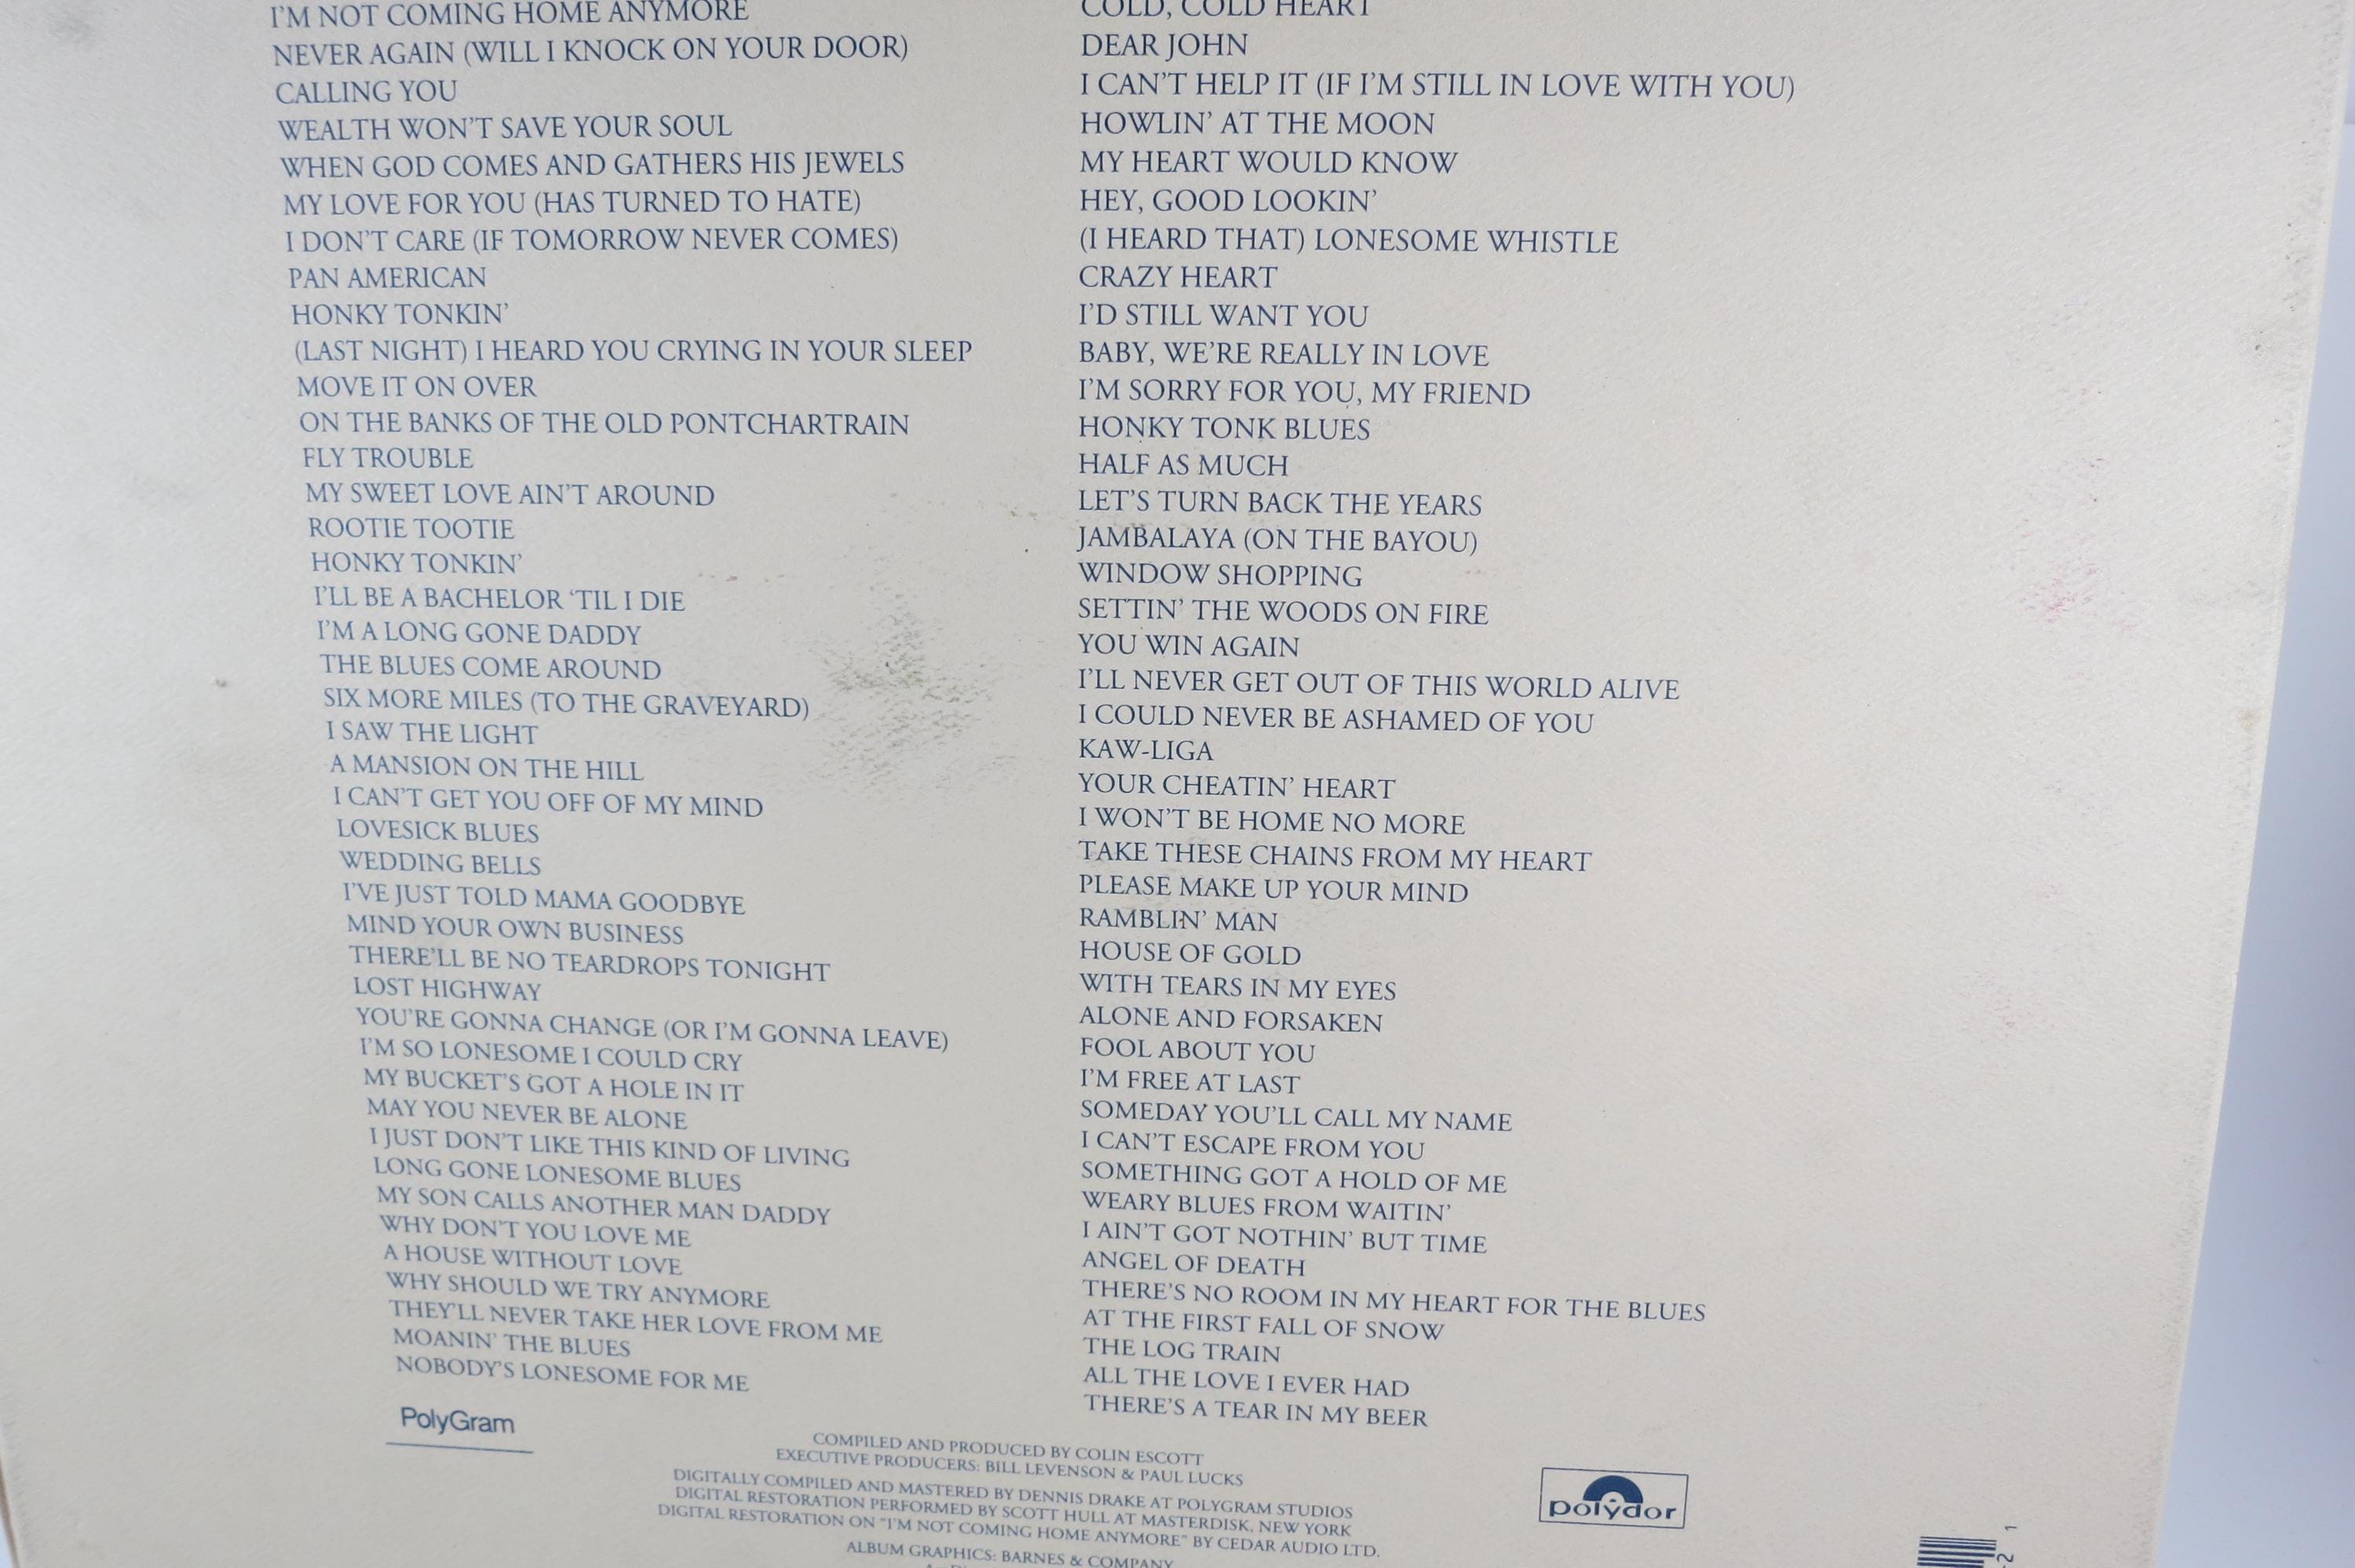 I'M NOT COMING HOME ANYMORE
NEVER AGAIN (WILL I KNOCK ON YOUR DOOR)
CALLING YOU
WEALTH WON'T SAVE YOUR SOUL
WHEN GOD COMES AND GATHERS HIS JEWELS
MY LOVE FOR YOU (HAS TURNED TO HATE)
I DON'T CARE (IF TOMORROW NEVER COMES)
PAN AMERICAN
HONKY TONKIN'
(LAST NIGHT) I HEARD YOU CRYING IN YOUR SLEEP
MOVE IT ON OVER
ON THE BANKS OF THE OLD PONTCHARTRAIN
FLY TROUBLE
MY SWEET LOVE AIN'T AROUND
ROOTIE TOOTIE
HONKY TONKIN'
I'LL BE A BACHELOR 'TIL I DIE
I'M A LONG GONE DADDY
THE BLUES COME AROUND
SIX MORE MILES (TO THE GRAVEYARD)
I SAW THE LIGHT
A MANSION ON THE HILL
I CAN'T GET YOU OFF OF MY MIND
LOVESICK BLUES
WEDDING BELLS
I'VE JUST TOLD MAMA GOODBYE
MIND YOUR OWN BUSINESS
THERE'LL BE NO TEARDROPS TONIGHT
LOST HIGHWAY
YOU'RE GONNA CHANGE (OR I'M GONNA LEAVE)
I'M SO LONESOME I COULD CRY
MY BUCKET'S GOT A HOLE IN IT
MAY YOU NEVER BE ALONE
I JUST DON'T LIKE THIS KIND OF LIVING
LONG GONE LONESOME BLUES
MY SON CALLS ANOTHER MAN DADDY
WHY DON'T YOU LOVE ME
A HOUSE WITHOUT LOVE
WHY SHOULD WE TRY ANYMORE
THEY'LL NEVER TAKE HER LOVE FROM ME
MOANIN' THE BLUES
NOBODY'S LONESOME FOR ME
COLD, COLD HEART
DEAR JOHN
I CAN'T HELP IT (IF I'M STILL IN LOVE WITH YOU)
HOWLIN' AT THE MOON
MY HEART WOULD KNOW
HEY, GOOD LOOKIN'
(I HEARD THAT) LONESOME WHISTLE
CRAZY HEART
I'D STILL WANT YOU
BABY, WE'RE REALLY IN LOVE
I'M SORRY FOR YOU, MY FRIEND
HONKY TONK BLUES
HALF AS MUCH
LET'S TURN BACK THE YEARS
JAMBALAYA (ON THE BAYOU)
WINDOW SHOPPING
SETTIN' THE WOODS ON FIRE
YOU WIN AGAIN
I'LL NEVER GET OUT OF THIS WORLD ALIVE
I COULD NEVER BE ASHAMED OF YOU
KAW-LIGA
YOUR CHEATIN' HEART
I WON'T BE HOME NO MORE
TAKE THESE CHAINS FROM MY HEART
PLEASE MAKE UP YOUR MIND
RAMBLIN' MAN
HOUSE OF GOLD
WITH TEARS IN MY EYES
ALONE AND FORSAKEN
FOOL ABOUT YOU
I'M FREE AT LAST
SOMEDAY YOU'LL CALL MY NAME
I CAN'T ESCAPE FROM YOU
SOMETHING GOT A HOLD OF ME
WEARY BLUES FROM WAITIN'
I AIN'T GOT NOTHIN' BUT TIME
ANGEL OF DEATH
THERE'S NO ROOM IN MY HEART FOR THE BLUES
AT THE FIRST FALL OF SNOW
THE LOG TRAIN
ALL THE LOVE I EVER HAD
THERE'S A TEAR IN MY BEER
PolyGram
COMPILED AND PRODUCED BY COLIN ESCOTT
EXECUTIVE PRODUCERS: BILL LEVENSON & PAUL LUCKS
DIGITALLY COMPILED AND MASTERED BY DENNIS DRAKE AT POLYGRAM STUDIOS
DIGITAL RESTORATION PERFORMED BY SCOTT HULL AT MASTERDISK, NEW YORK
DIGITAL RESTORATION ON "I'M NOT COMING HOME ANYMORE" BY CEDAR AUDIO LTD.
ALBUM GRAPHICS: BARNES & COMPANY
polydor
-2 1